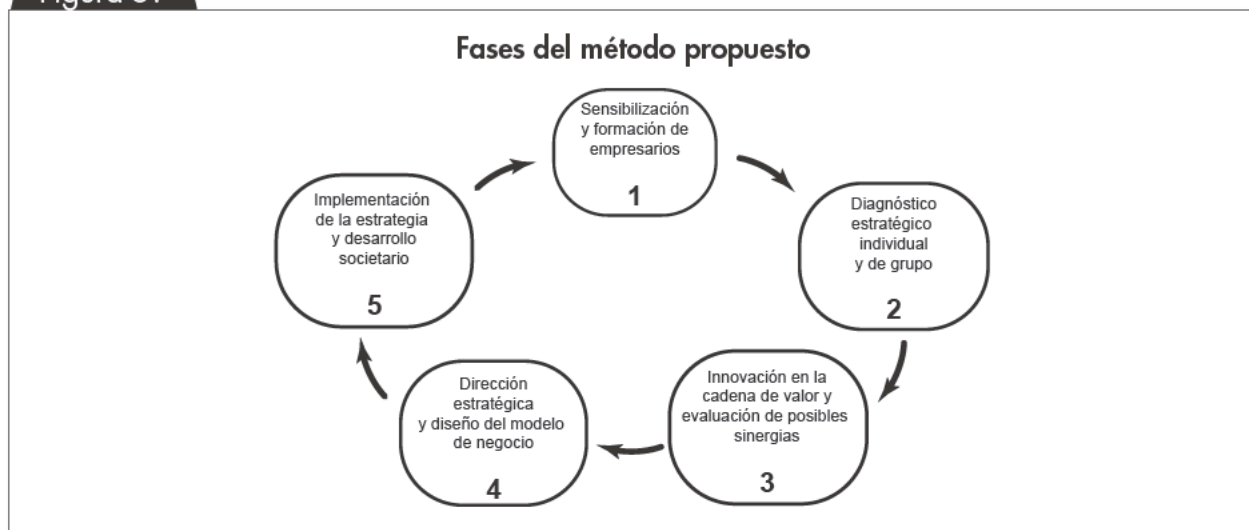 Fases del método propuesto
Sensibilización
y formación de
empresarios
1
Diagnóstico
estratégico
individual
y de grupo
2
Innovación en la
cadena de valor y
evaluación de posibles
sinergias
3
Dirección
estratégica
y diseño del modelo
de negocio
4
Implementación
de la estrategia
y desarrollo
societario
5